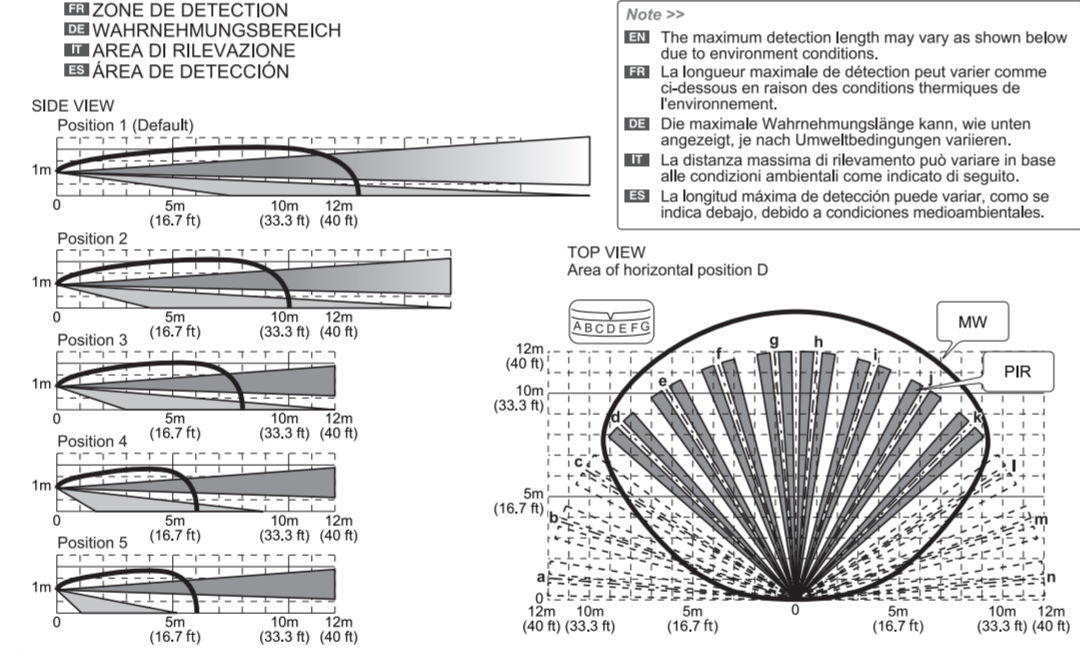 FR ZONE DE DETECTION
DE WAHRNEHMUNGSBEREICH
IT AREA DI RILEVAZIONE
ES ÁREA DE DETECCIÓN
SIDE VIEW
Position 1 (Default)
1m
0 5m 10m 12m
(16.7 ft) (33.3 ft) (40 ft)
Position 2
1m
0 5m 10m 12m
(16.7 ft) (33.3 ft) (40 ft)
Position 3
1m
0 5m 10m 12m
(16.7 ft) (33.3 ft) (40 ft)
Position 4
1m
0 5m 10m 12m
(16.7 ft) (33.3 ft) (40 ft)
Position 5
1m
0 5m 10m 12m
(16.7 ft) (33.3 ft) (40 ft)
Note >>
EN The maximum detection length may vary as shown below
due to environment conditions.
FR La longueur maximale de détection peut varier comme
ci-dessous en raison des conditions thermiques de
l'environnement.
DE Die maximale Wahrnehmungslänge kann, wie unten
angezeigt, je nach Umweltbedingungen variieren.
IT La distanza massima di rilevamento può variare in base
alle condizioni ambientali come indicato di seguito.
ES La longitud máxima de detección puede variar, como se
indica debajo, debido a condiciones medioambientales.
TOP VIEW
Area of horizontal position D
ABCDEFG
MW
PIR
12m
(40 ft)
10m
(33.3 ft)
5m
(16.7 ft)
0
a
b
c
d
e
f
g
h
i
j
k
l
m
n
12m 10m 5m 0 5m 10m 12m
(40 ft) (33.3 ft) (16.7 ft) (16.7 ft) (33.3 ft) (40 ft)